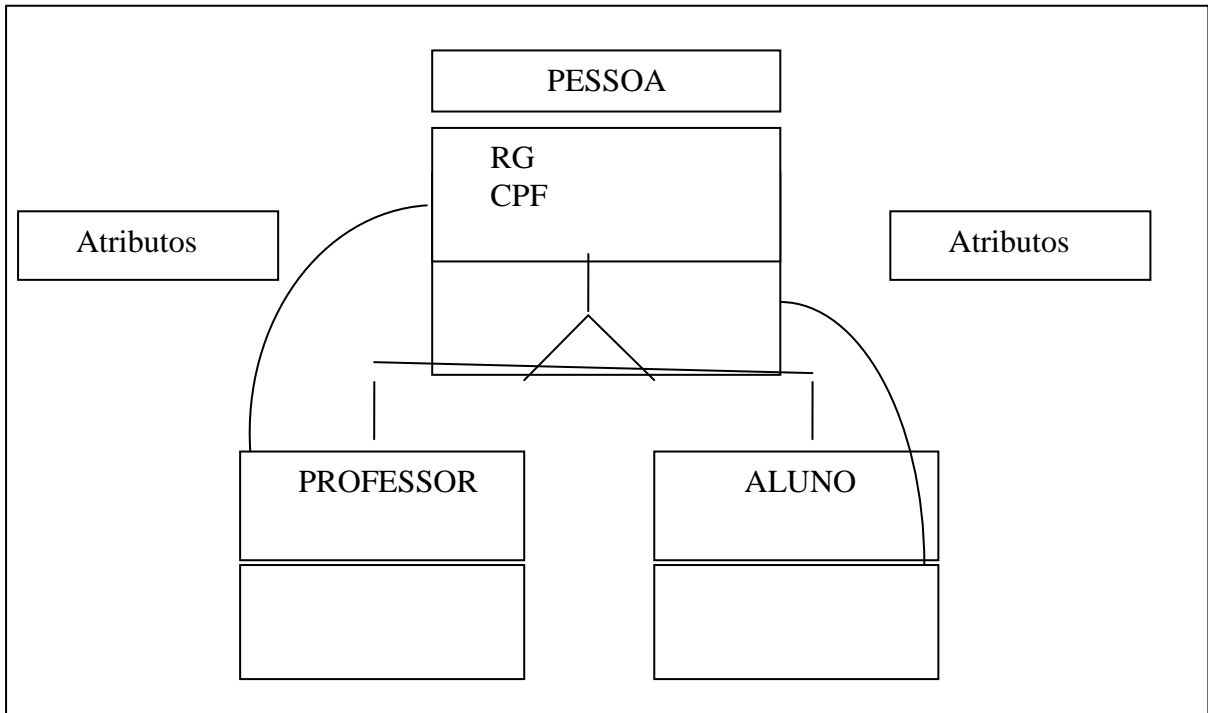 PESSOA
RG
CPF
Atributos
Atributos
PROFESSOR
ALUNO